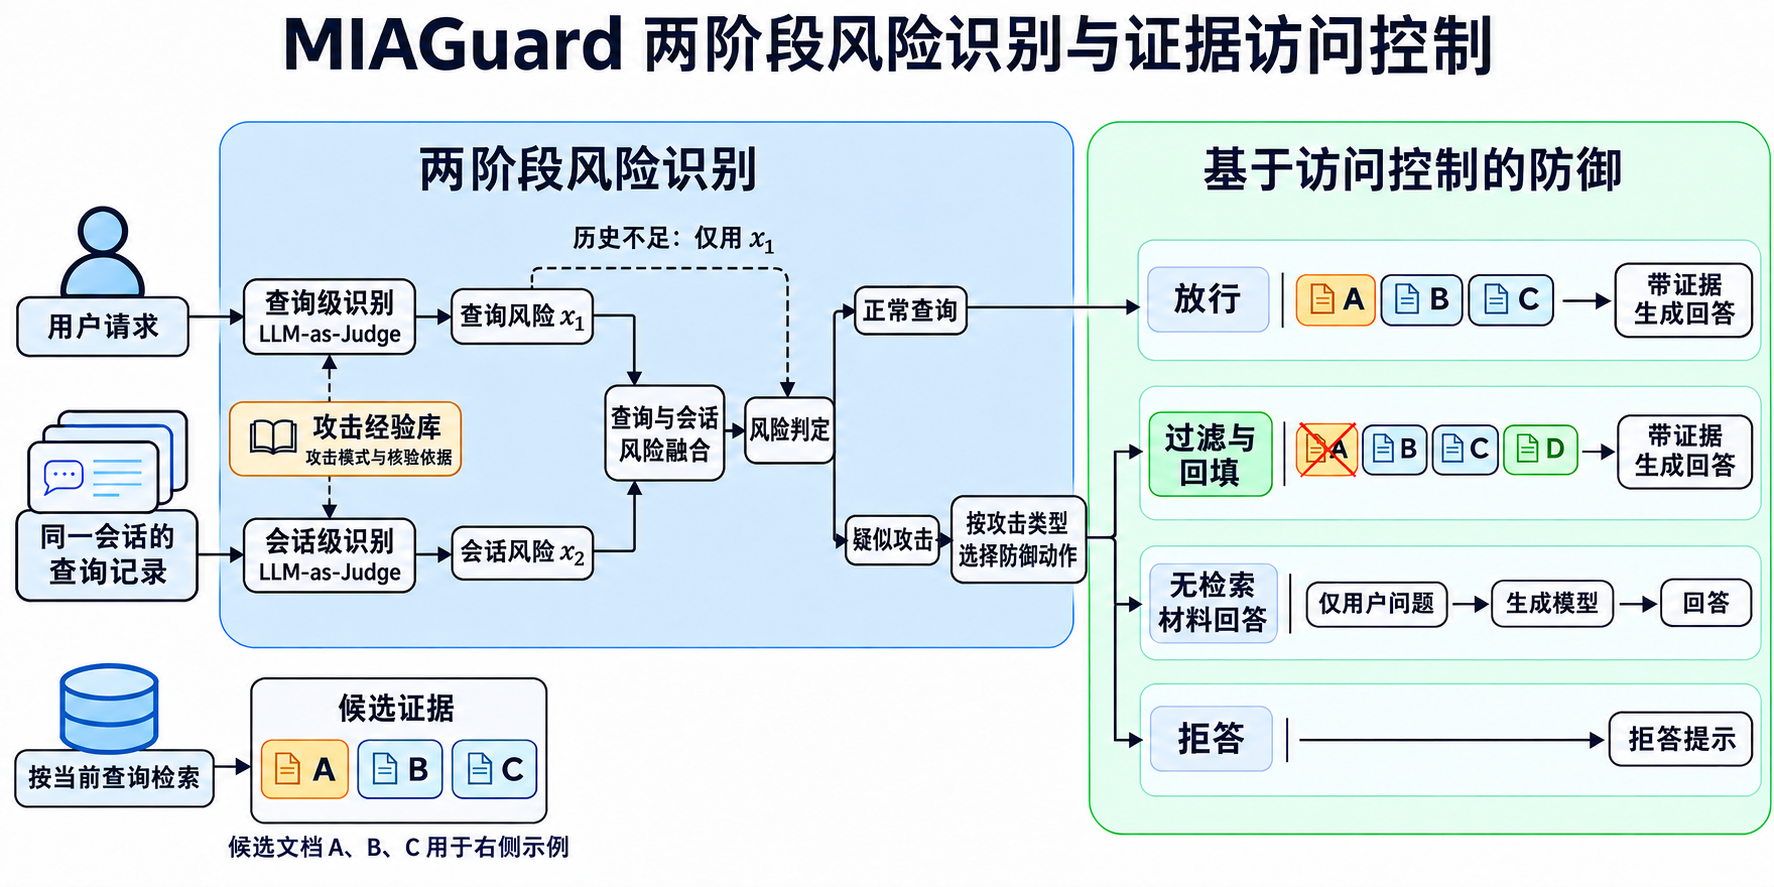 MIAGuard 两阶段风险识别与证据访问控制
两阶段风险识别
用户请求
同一会话的
查询记录
按当前查询检索
查询级识别
LLM-as-Judge
攻击经验库
攻击模式与核验依据
会话级识别
LLM-as-Judge
历史不足：仅用 x₁
查询风险 x₁
会话风险 x₂
查询与会话
风险融合
风险判定
正常查询
疑似攻击
按攻击类型
选择防御动作
候选证据
A
B
C
候选文档 A、B、C 用于右侧示例
基于访问控制的防御
放行
A
B
C
带证据
生成回答
过滤与
回填
A
B
C
D
带证据
生成回答
无检索
材料回答
仅用户问题
生成模型
回答
拒答
拒答提示